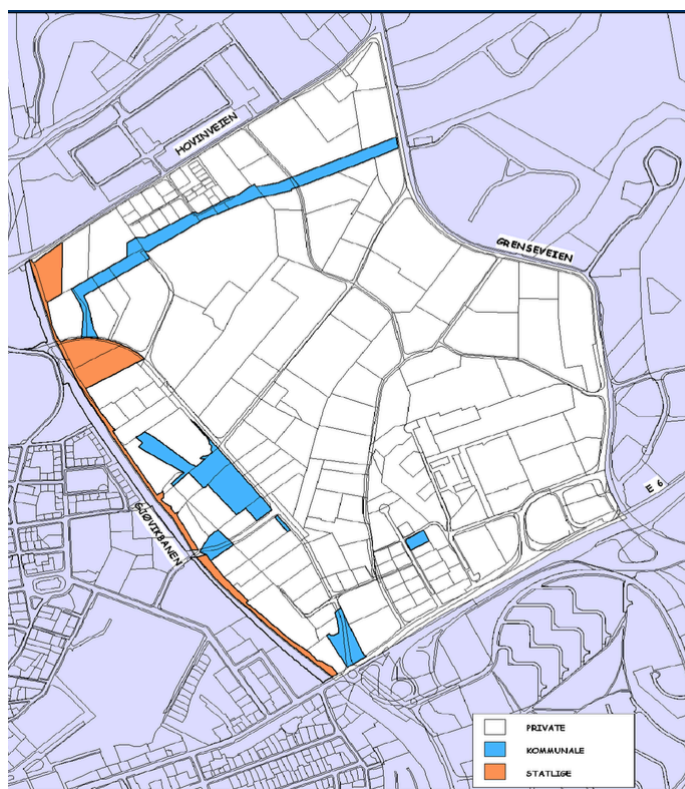 HOVINVEIEN
GRENSEVEIEN
E 6
GJØVIKBANEN
PRIVATE
KOMMUNALE
STATLIGE